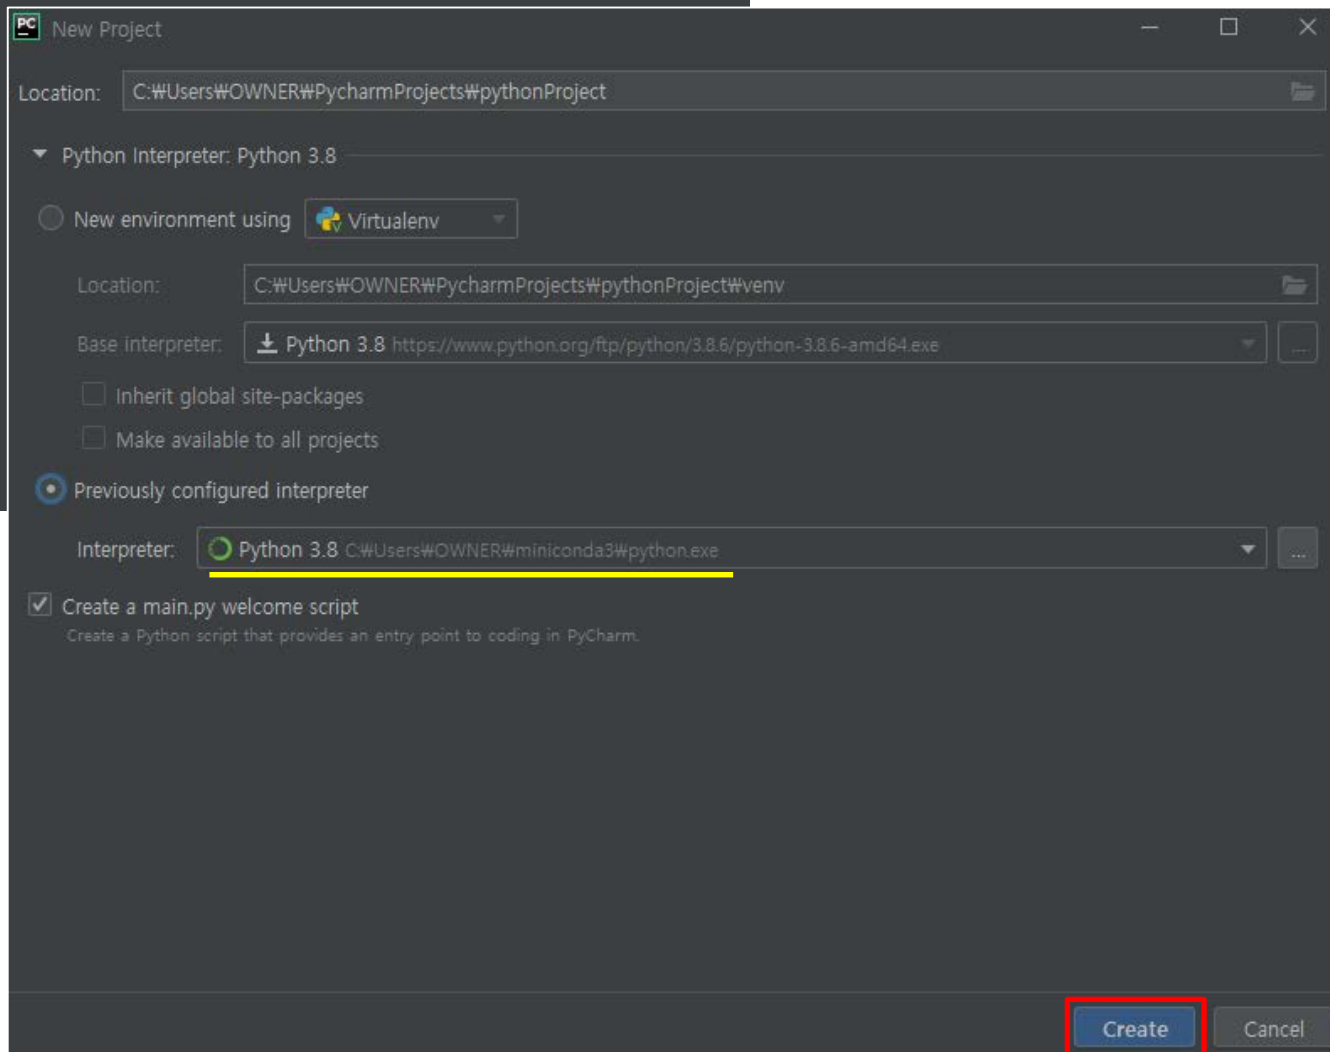 PC New Project
Location: C:₩Users₩OWNER₩PycharmProjects₩pythonProject
Python Interpreter: Python 3.8
New environment using Virtualenv
Location: C:₩Users₩OWNER₩PycharmProjects₩pythonProject₩venv
Base interpreter: Python 3.8 https://www.python.org/ftp/python/3.8.6/python-3.8.6-amd64.exe ...
Inherit global site-packages
Make available to all projects
Previously configured interpreter
Interpreter: Python 3.8 C:₩Users₩OWNER₩miniconda3₩python.exe ...
Create a main.py welcome script
Create a Python script that provides an entry point to coding in PyCharm.
Create Cancel